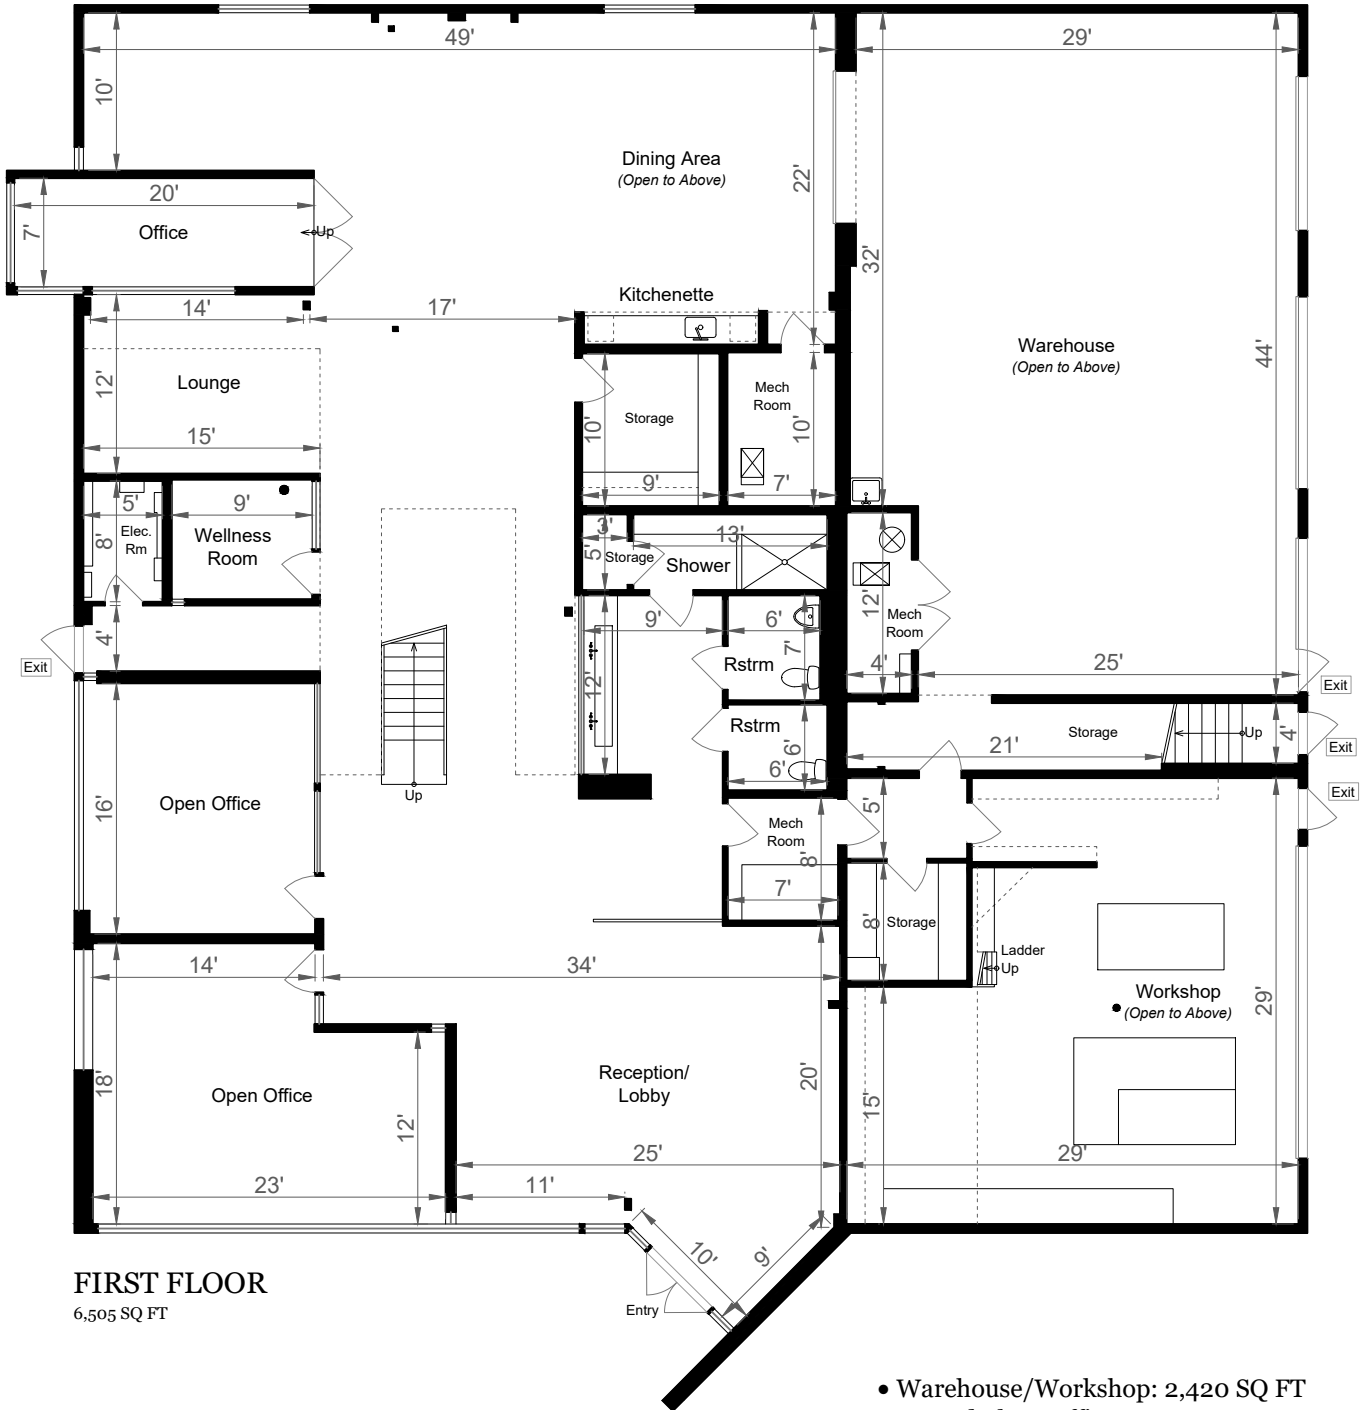 49'
29'
10'
Dining Area
(Open to Above)
22'
20'
7'
Office
Up
32'
14'
17'
Kitchenette
Warehouse
(Open to Above)
44'
12'
Lounge
15'
Mech
Room
Storage
10'
10'
9'
7'
5'
9'
8'
Elec.
Rm
Wellness
Room
3'
13'
5'
Storage
Shower
12'
Mech
Room
4'
25'
4'
Exit
9'
6'
7'
Rstrm
12'
Rstrm
6'
6'
Exit
Storage
21'
Up
4'
Exit
Exit
16'
Open Office
Up
Mech
Room
8'
7'
5'
8'
Storage
Ladder
Up
14'
34'
Workshop
(Open to Above)
29'
18'
Open Office
12'
Reception/
Lobby
20'
15'
25'
29'
23'
11'
10'
9'
Entry
FIRST FLOOR
6,505 SQ FT
• Warehouse/Workshop: 2,420 SQ FT